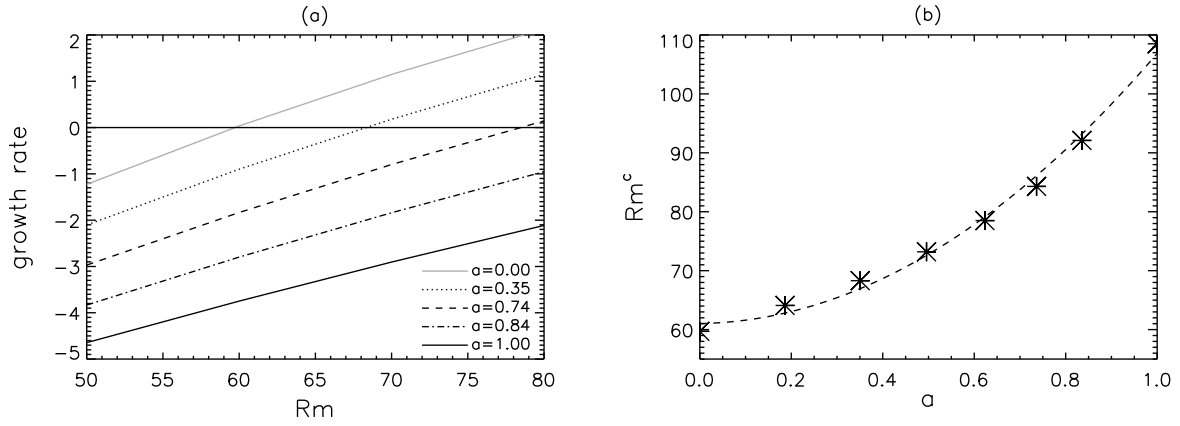 (a)
growth rate
2
1
0
−1
−2
−3
−4
−5
a=0.00
a=0.35
a=0.74
a=0.84
a=1.00
50 55 60 65 70 75 80
Rm
(b)
Rmᶜ
110
100
90
80
70
60
0.0 0.2 0.4 0.6 0.8 1.0
a